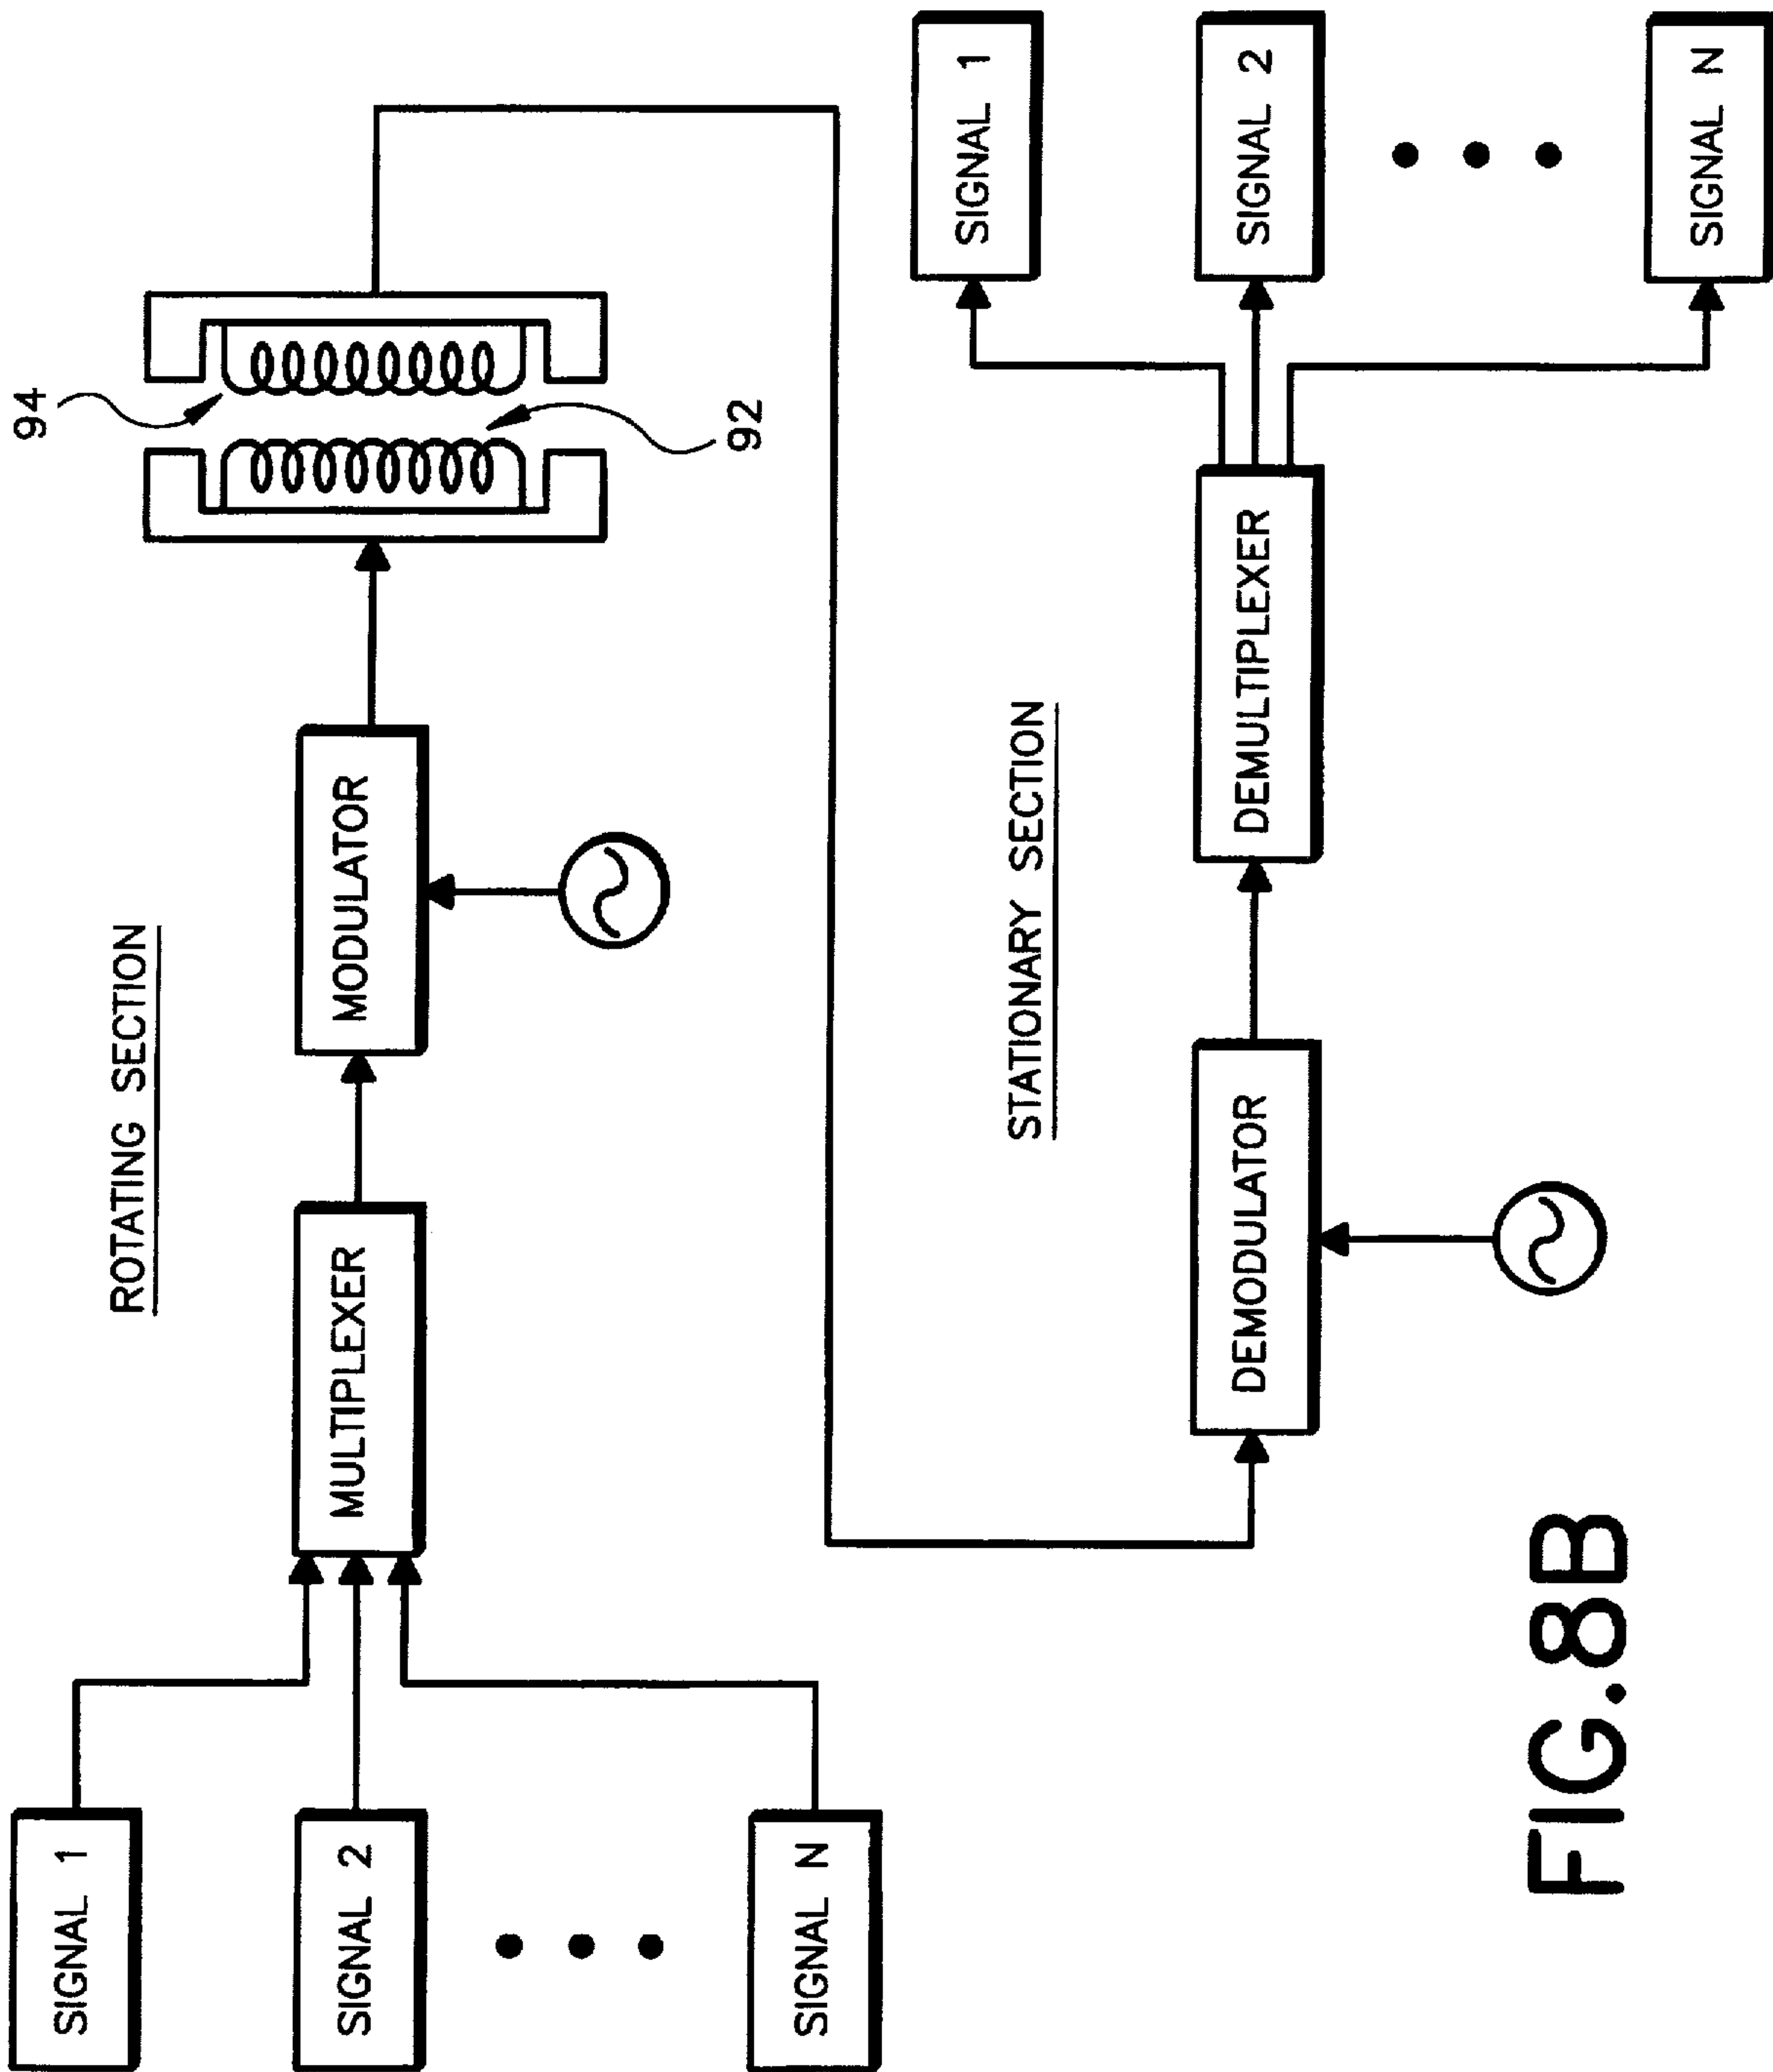 ROTATING SECTION
SIGNAL 1
SIGNAL 2
SIGNAL N
MULTIPLEXER
MODULATOR
94
92
STATIONARY SECTION
DEMODULATOR
DEMULTIPLEXER
SIGNAL 1
SIGNAL 2
SIGNAL N
FIG.8B